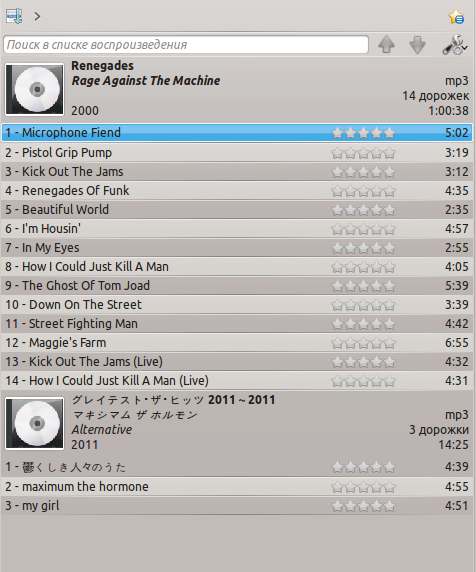 Поиск в списке воспроизведения
Renegades
Rage Against The Machine
mp3
14 дорожек
2000
1:00:38
1 - Microphone Fiend 5:02
2 - Pistol Grip Pump 3:19
3 - Kick Out The Jams 3:12
4 - Renegades Of Funk 4:35
5 - Beautiful World 2:35
6 - I'm Housin' 4:57
7 - In My Eyes 2:55
8 - How I Could Just Kill A Man 4:05
9 - The Ghost Of Tom Joad 5:39
10 - Down On The Street 3:39
11 - Street Fighting Man 4:42
12 - Maggie's Farm 6:55
13 - Kick Out The Jams (Live) 4:32
14 - How I Could Just Kill A Man (Live) 4:31
グレイテスト・ザ・ヒッツ 2011～2011
マキシマム ザ ホルモン mp3
Alternative 3 дорожки
2011 14:25
1 - 鬱くしき人々のうた 4:39
2 - maximum the hormone 4:55
3 - my girl 4:51